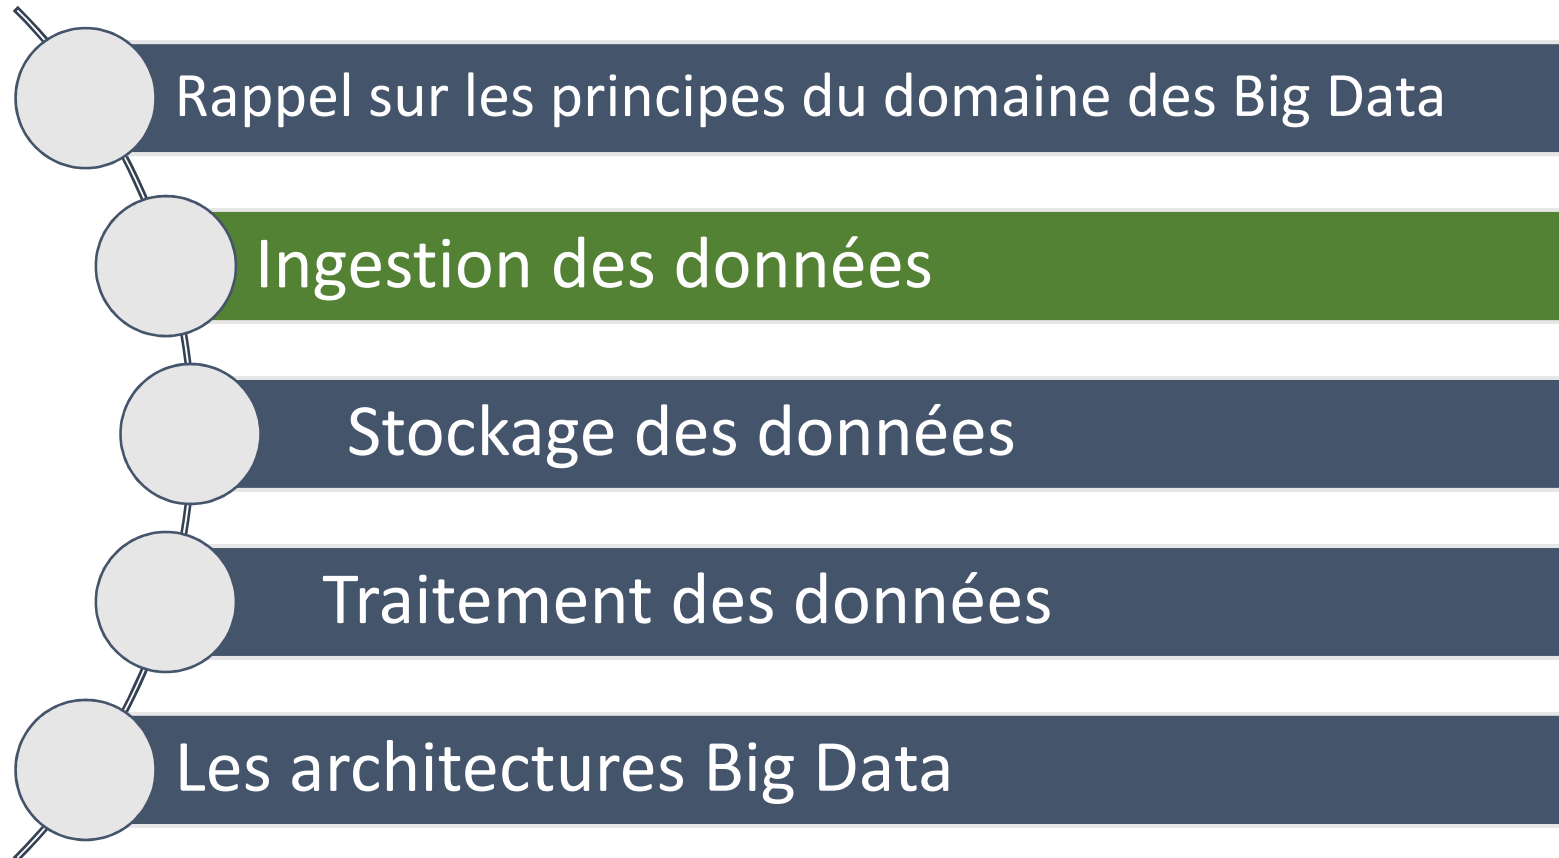 Rappel sur les principes du domaine des Big Data
Ingestion des données
Stockage des données
Traitement des données
Les architectures Big Data